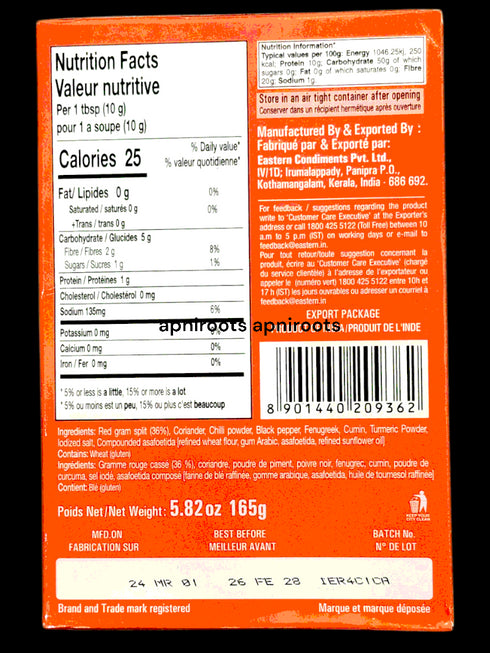 Nutrition Facts
Valeur nutritive
Per 1 tbsp (10 g)
pour 1 a soupe (10 g)
Calories 25
% Daily value*
% valeur quotidienne*
Fat/ Lipides 0 g 0%
Saturated / saturés 0 g 0%
+Trans / trans 0 g
Carbohydrate / Glucides 5 g
Fibre / Fibres 2 g 8%
Sugars / Sucres 1 g 1%
Protein / Protéines 1 g
Cholesterol / Cholestérol 0 mg
Sodium 135mg 6%
Potassium 0 mg 0%
Calcium 0 mg 0%
Iron / Fer 0 mg 0%
* 5% or less is a little, 15% or more is a lot
* 5% ou moins est un peu, 15% ou plus c'est beaucoup
Nutrition Information*
Typical values per 100g: Energy 1046.25kj, 250
kcal; Protein 10g; Carbohydrate 50g of which
sugars 0g; Fat 0g of which saturates 0g; Fibre
20g; Sodium 1g.
Store in an air tight container after opening
Conserver dans un récipient hermétique après ouverture
Manufactured By & Exported By :
Fabriqué par & Exporté par:
Eastern Condiments Pvt. Ltd.,
IV/1D; Irumalappady, Panipra P.O.,
Kothamangalam, Kerala, India - 686 692.
For feedback / suggestions regarding the product
write to 'Customer Care Executive' at the Exporter's
address or call 1800 425 5122 (Toll Free) between 10
a.m to 5 p.m (IST) on working days or e-mail to
feedback@eastern.in
Pour tout retour/toute suggestion concernant la
produit, écrire au 'Customer Care Executive' (chargé
du service clientèle) à l'adresse de l'exportateur ou
appeler le (numéro vert) 1800 425 5122 entre 10h et
17 h (IST) les jours ouvrables ou adresser un courriel à
feedback@eastern.in
EXPORT PACKAGE
apniroots apniroots
/PRODUIT DE L'INDE
8 901440 209362
Ingredients: Red gram split (36%), Coriander, Chilli powder, Black pepper, Fenugreek, Cumin, Turmeric Powder,
Iodized salt, Compounded asafoetida [refined wheat flour, gum Arabic, asafoetida, refined sunflower oil]
Contains: Wheat (gluten)
Ingrédients: Gramme rouge casse (36 %), coriandre, poudre de piment, poivre noir, fenugrec, cumin, poudre de
curcuma, sel iodé, asafoetida compose [farine de blé raffinée, gomme arabique, asafoetida, huile de tournesol raffinée]
Contient: Blé (gluten)
Poids Net/Net Weight: 5.82oz 165g
KEEP YOUR
CITY CLEAN
MFD.ON
FABRICATION SUR
BEST BEFORE
MEILLEUR AVANT
BATCH No.
N° DE LOT
24 MR 01 26 FE 28 IER4C1CA
Brand and Trade mark registered
Marque et marque déposée